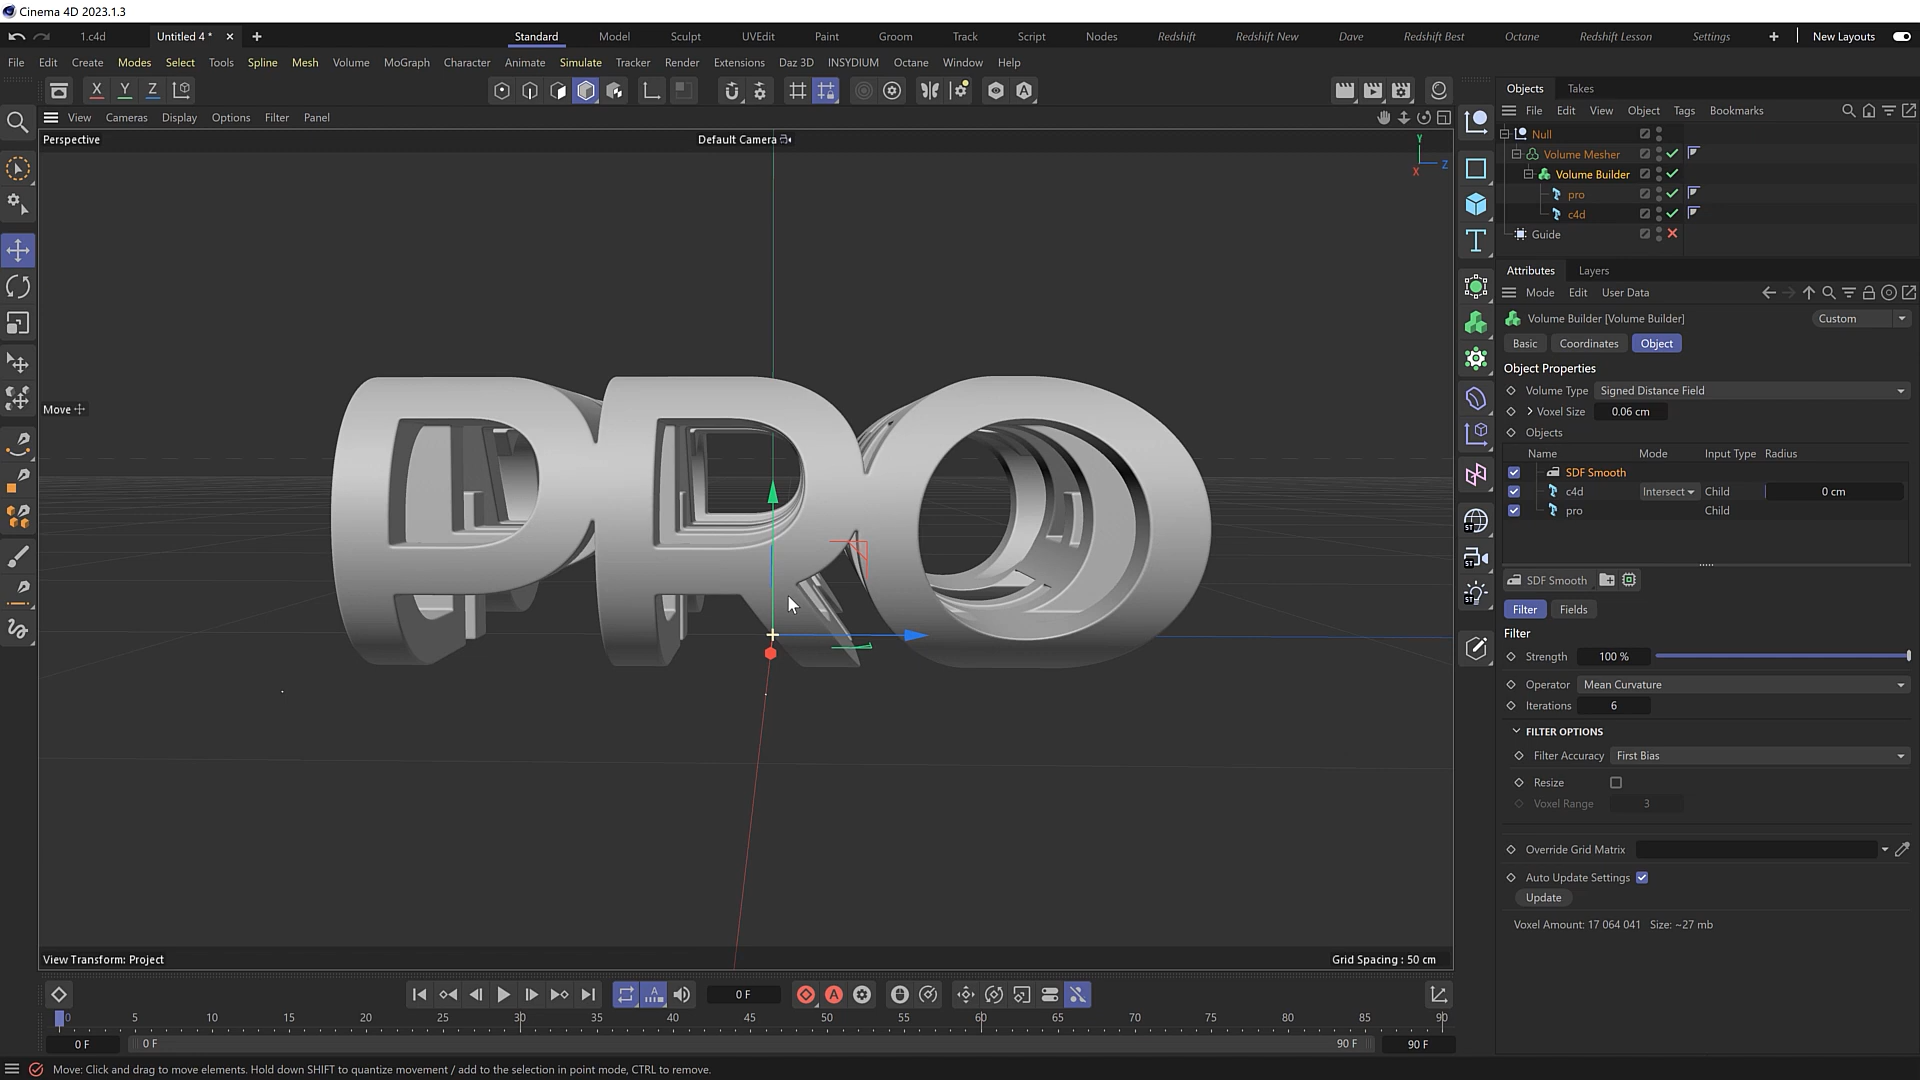 Cinema 4D 2023.1.3
1.c4d
Untitled 4 *
Standard Model Sculpt UVEdit Paint Groom Track Script Nodes Redshift Redshift New Dave Redshift Best Octane Redshift Lesson Settings New Layouts
File Edit Create Modes Select Tools Spline Mesh Volume MoGraph Character Animate Simulate Tracker Render Extensions Daz 3D INSYDIUM Octane Window Help
X Y Z
View Cameras Display Options Filter Panel
Perspective
Default Camera
Y
Z
X
Move
PRO
View Transform: Project
Grid Spacing : 50 cm
Objects Takes
File Edit View Object Tags Bookmarks
Null
Volume Mesher
Volume Builder
pro
c4d
Guide
Attributes Layers
Mode Edit User Data
Volume Builder [Volume Builder]
Custom
Basic Coordinates Object
Object Properties
Volume Type Signed Distance Field
Voxel Size 0.06 cm
Objects
Name Mode Input Type Radius
SDF Smooth
c4d Intersect Child 0 cm
pro Child
SDF Smooth
Filter Fields
Filter
Strength 100 %
Operator Mean Curvature
Iterations 6
FILTER OPTIONS
Filter Accuracy First Bias
Resize
Voxel Range 3
Override Grid Matrix
Auto Update Settings
Update
Voxel Amount: 17 064 041 Size: ~27 mb
0 F
0 5 10 15 20 25 30 35 40 45 50 55 60 65 70 75 80 85 90
0 F 0 F 90 F 90 F
Move: Click and drag to move elements. Hold down SHIFT to quantize movement / add to the selection in point mode, CTRL to remove.